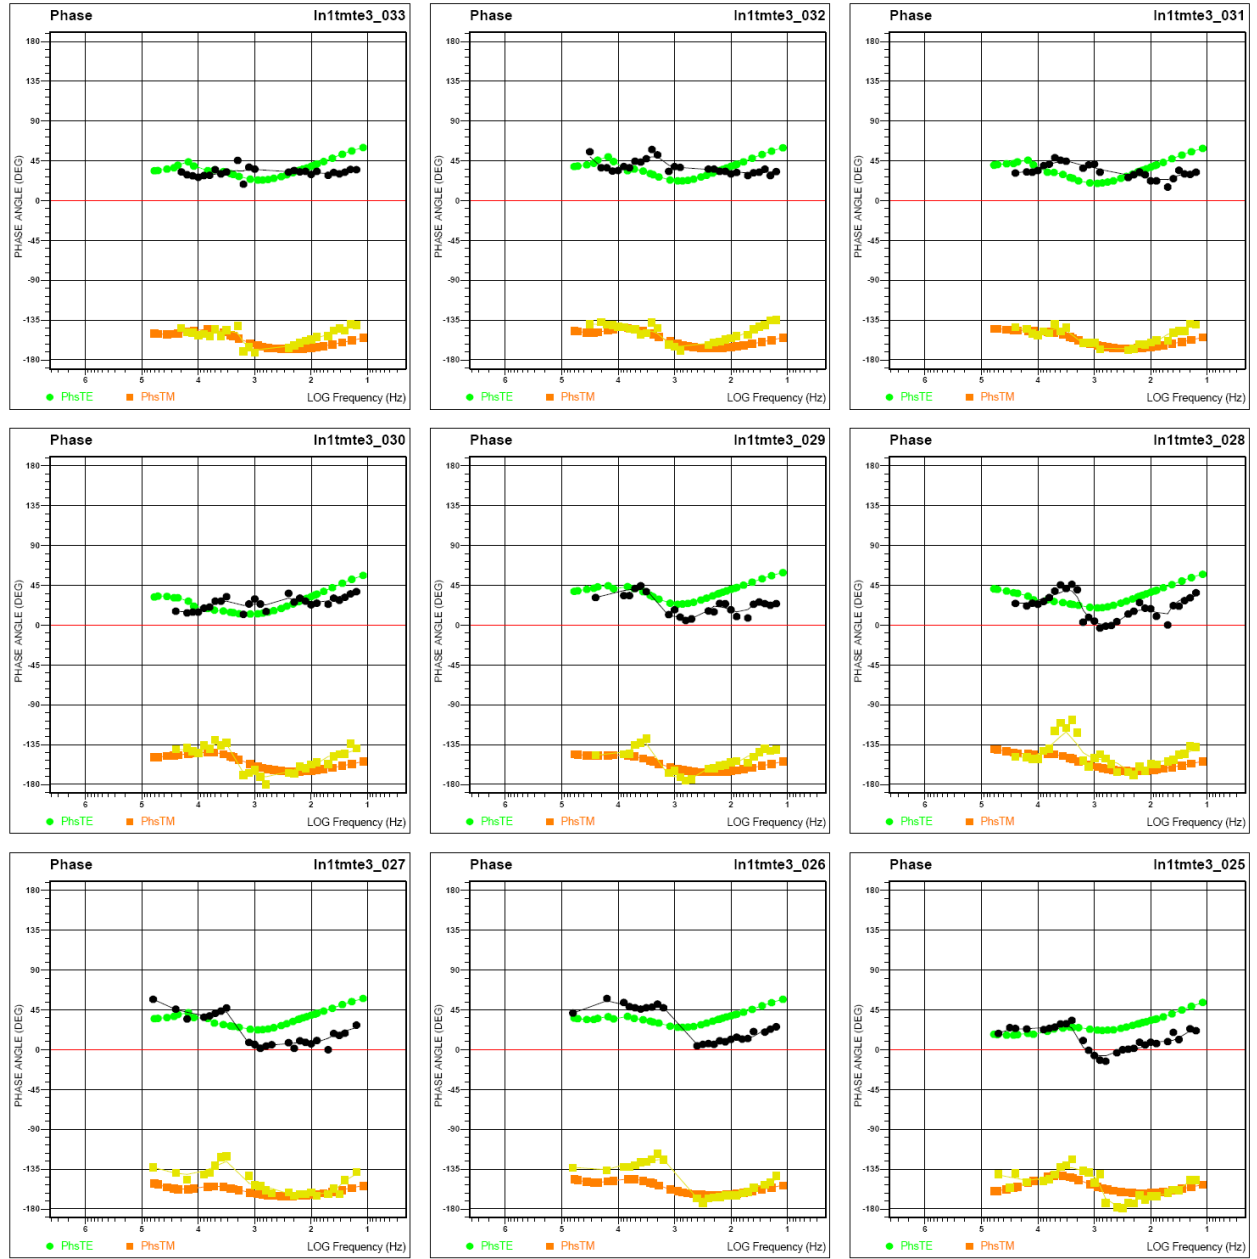 Phase In1tmte3_033
180
135
90
45
0
-45
-90
-135
-180
PHASE ANGLE (DEG)
6 5 4 3 2 1
PhsTE PhsTM LOG Frequency (Hz)
Phase In1tmte3_032
180
135
90
45
0
-45
-90
-135
-180
PHASE ANGLE (DEG)
6 5 4 3 2 1
PhsTE PhsTM LOG Frequency (Hz)
Phase In1tmte3_031
180
135
90
45
0
-45
-90
-135
-180
PHASE ANGLE (DEG)
6 5 4 3 2 1
PhsTE PhsTM LOG Frequency (Hz)
Phase In1tmte3_030
180
135
90
45
0
-45
-90
-135
-180
PHASE ANGLE (DEG)
6 5 4 3 2 1
PhsTE PhsTM LOG Frequency (Hz)
Phase In1tmte3_029
180
135
90
45
0
-45
-90
-135
-180
PHASE ANGLE (DEG)
6 5 4 3 2 1
PhsTE PhsTM LOG Frequency (Hz)
Phase In1tmte3_028
180
135
90
45
0
-45
-90
-135
-180
PHASE ANGLE (DEG)
6 5 4 3 2 1
PhsTE PhsTM LOG Frequency (Hz)
Phase In1tmte3_027
180
135
90
45
0
-45
-90
-135
-180
PHASE ANGLE (DEG)
6 5 4 3 2 1
PhsTE PhsTM LOG Frequency (Hz)
Phase In1tmte3_026
180
135
90
45
0
-45
-90
-135
-180
PHASE ANGLE (DEG)
6 5 4 3 2 1
PhsTE PhsTM LOG Frequency (Hz)
Phase In1tmte3_025
180
135
90
45
0
-45
-90
-135
-180
PHASE ANGLE (DEG)
6 5 4 3 2 1
PhsTE PhsTM LOG Frequency (Hz)